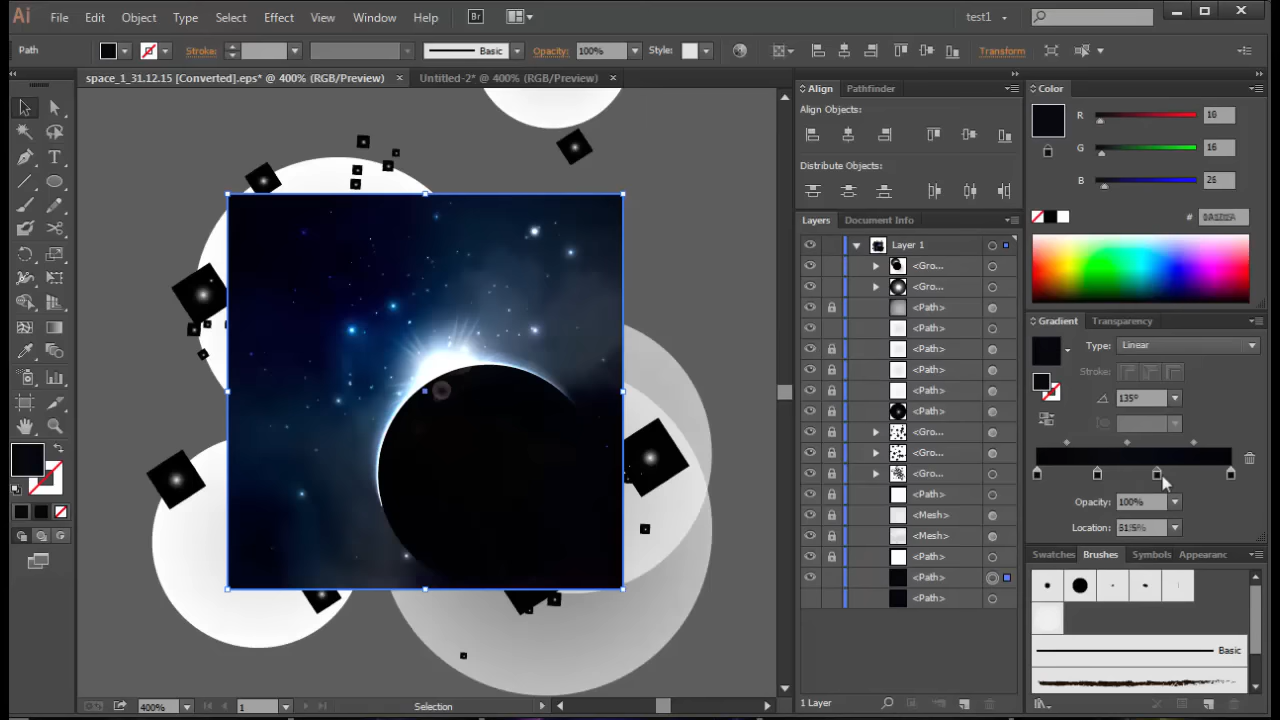 Ai File Edit Object Type Select Effect View Window Help Br test1
Path Stroke: Basic Opacity: 100% Style: Transform
space_1_31.12.15 [Converted].eps* @ 400% (RGB/Preview) × Untitled-2* @ 400% (RGB/Preview) ×
Align Pathfinder
Align Objects:
Distribute Objects:
Layers Document Info
Layer 1
<Gro...
<Gro...
<Path>
<Path>
<Path>
<Path>
<Path>
<Path>
<Gro...
<Gro...
<Gro...
<Path>
<Mesh>
<Mesh>
<Path>
<Path>
<Path>
1 Layer
Color
R 10
G 16
B 26
#
Gradient Transparency
Type: Linear
Stroke:
135°
Opacity: 100%
Location:
Swatches Brushes Symbols Appearanc
Basic
400% 1 Selection